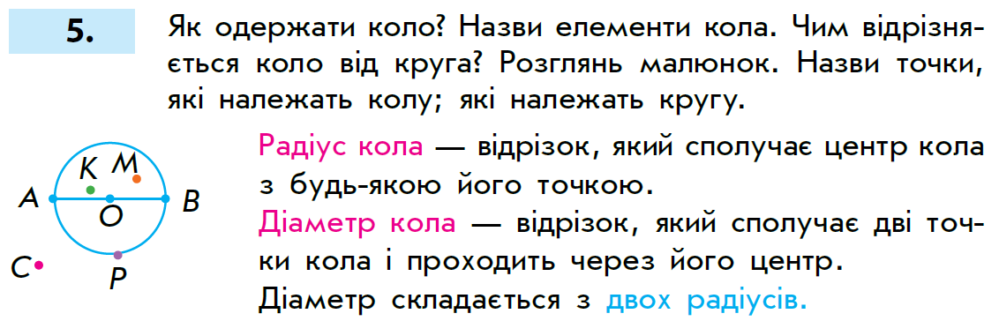 5.
Як одержати коло? Назви елементи кола. Чим відрізня-
ється коло від круга? Розглянь малюнок. Назви точки,
які належать колу; які належать кругу.
Радіус кола — відрізок, який сполучає центр кола
з будь-якою його точкою.
Діаметр кола — відрізок, який сполучає дві точ-
ки кола і проходить через його центр.
Діаметр складається з двох радіусів.
K M
A B
O
C
P